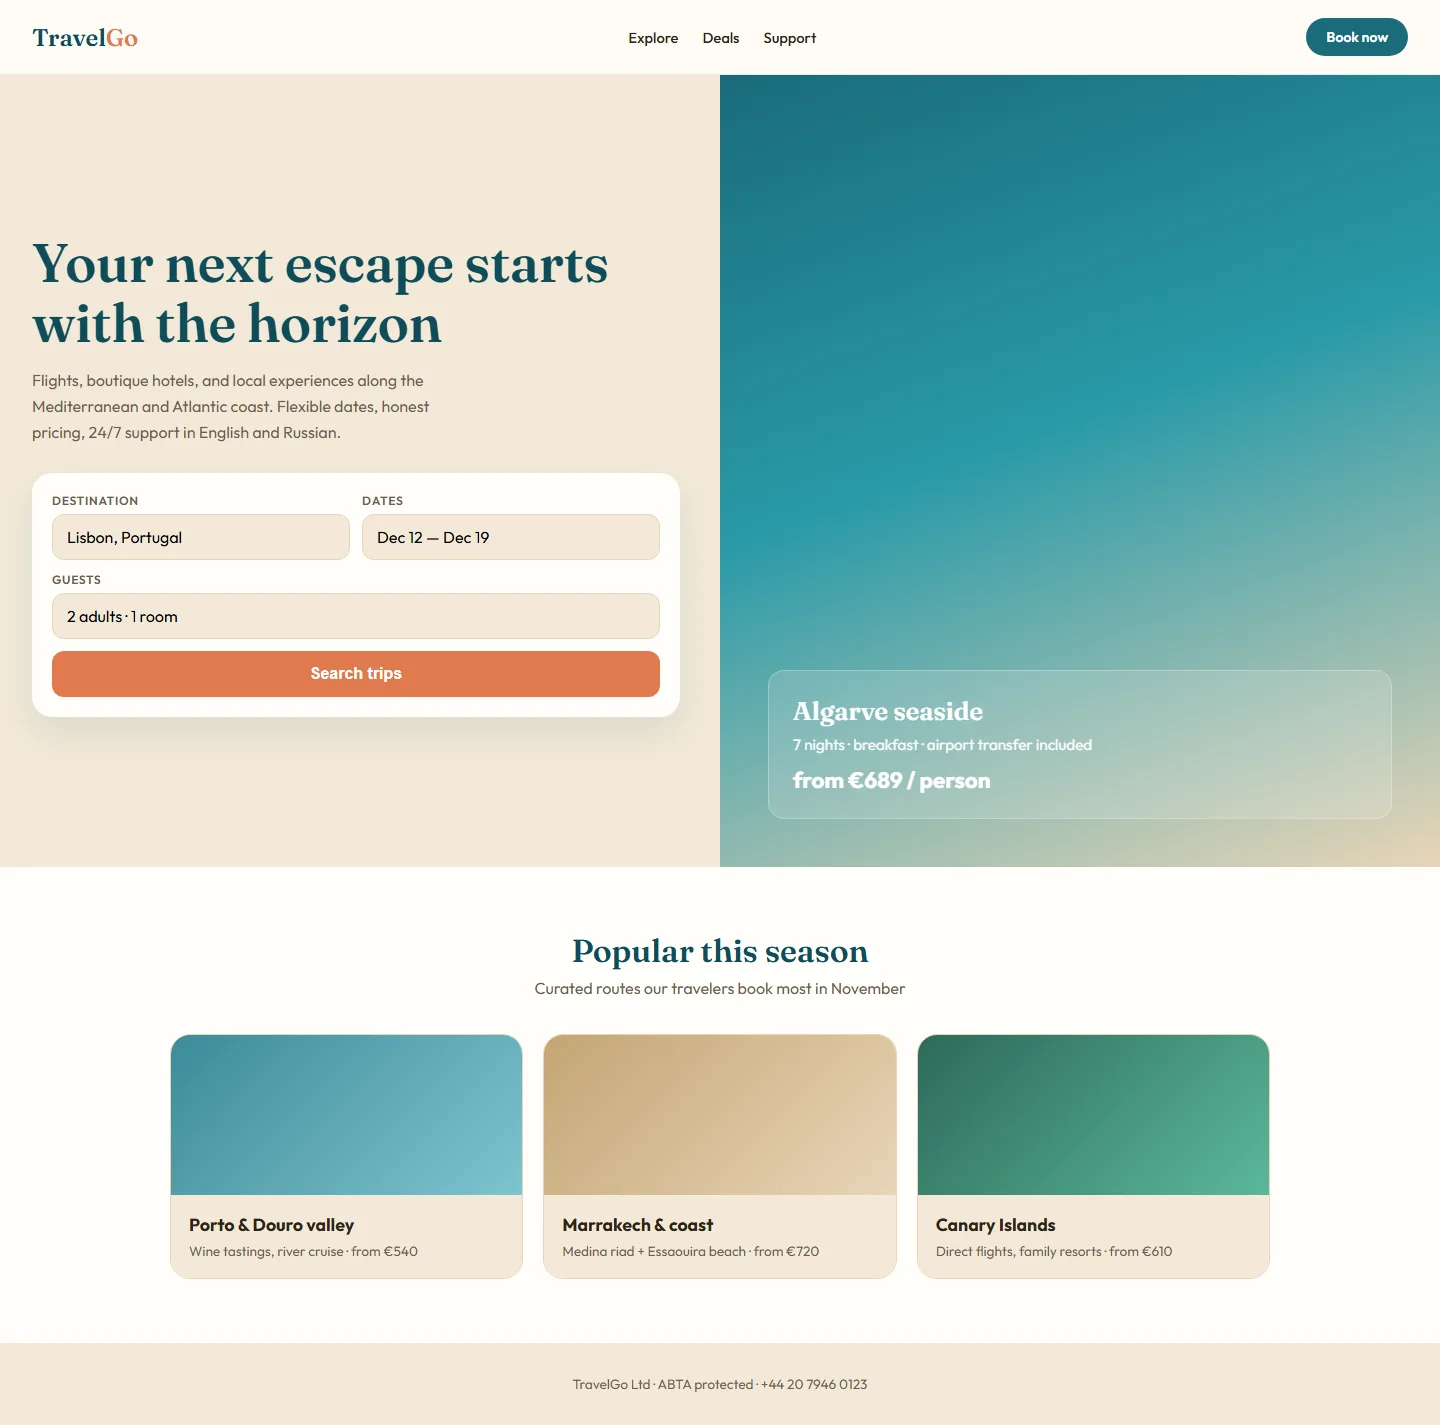 TravelGo
Explore
Deals
Support
Book now
Your next escape starts
with the horizon
Flights, boutique hotels, and local experiences along the
Mediterranean and Atlantic coast. Flexible dates, honest
pricing, 24/7 support in English and Russian.
DESTINATION
Lisbon, Portugal
DATES
Dec 12 — Dec 19
GUESTS
2 adults · 1 room
Search trips
Algarve seaside
7 nights · breakfast · airport transfer included
from €689 / person
Popular this season
Curated routes our travelers book most in November
Porto & Douro valley
Wine tastings, river cruise · from €540
Marrakech & coast
Medina riad + Essaouira beach · from €720
Canary Islands
Direct flights, family resorts · from €610
TravelGo Ltd · ABTA protected · +44 20 7946 0123